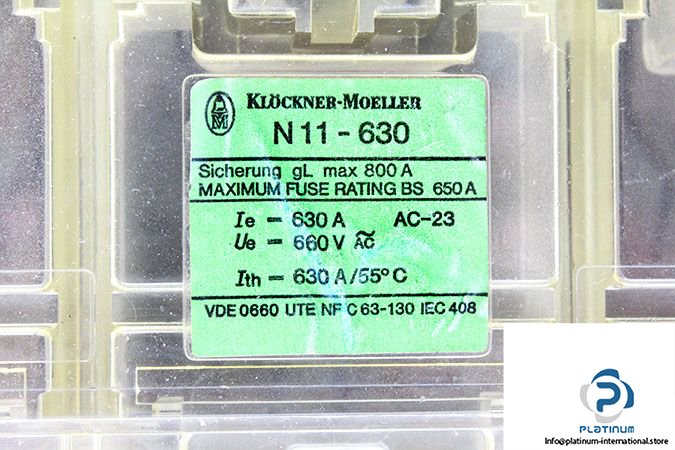 KLÖCKNER-MOELLER
N 11 - 630
Sicherung gL max 800 A
MAXIMUM FUSE RATING BS 650 A
Ie = 630 A AC-23
Ue = 660 V AC
Ith = 630 A/55° C
VDE 0660 UTE NF C 63-130 IEC 408
PLATINUM
Info@platinum-international.store